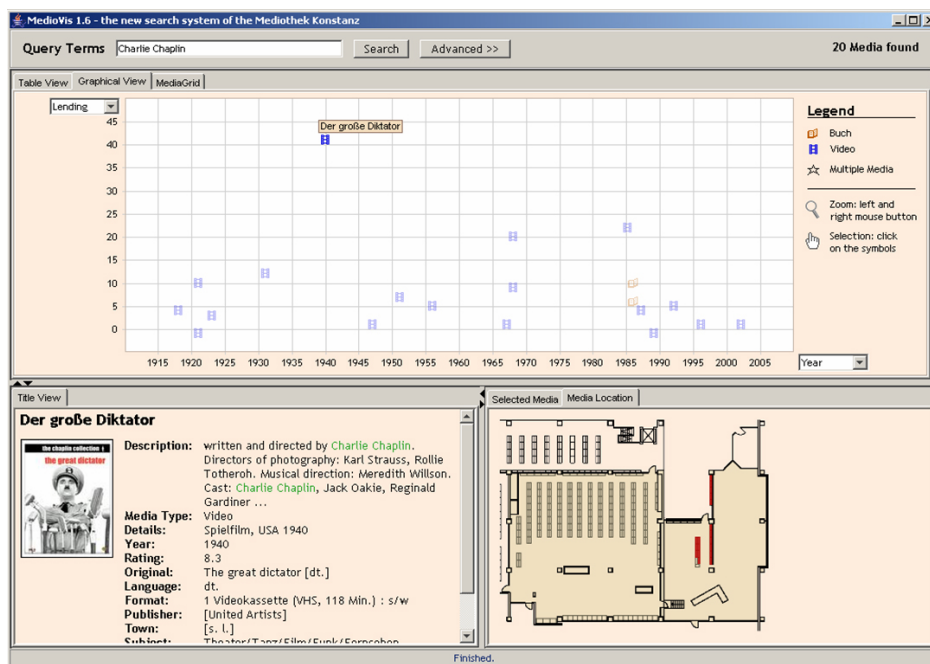 MedioVis 1.6 - the new search system of the Mediothek Konstanz
Query Terms Charlie Chaplin Search Advanced >> 20 Media found
Table View Graphical View MediaGrid
Lending
45
40
35
30
25
20
15
10
5
0
Der große Diktator
1915 1920 1925 1930 1935 1940 1945 1950 1955 1960 1965 1970 1975 1980 1985 1990 1995 2000 2005
Year
Legend
Buch
Video
Multiple Media
Zoom: left and
right mouse button
Selection: click
on the symbols
Title View
Der große Diktator
the chaplin collection
the great dictator
Description: written and directed by Charlie Chaplin.
Directors of photography: Karl Strauss, Rollie
Totheroh, Musical direction: Meredith Willson.
Cast: Charlie Chaplin, Jack Oakie, Reginald
Gardiner ...
Media Type: Video
Details: Spielfilm, USA 1940
Year: 1940
Rating: 8.3
Original: The great dictator [dt.]
Language: dt.
Format: 1 Videokassette (VHS, 118 Min.) : s/w
Publisher: [United Artists]
Town: [s. l.]
Subject: Theater/Tanz/Film/Funk/Fernsehen
Selected Media Media Location
Finished.